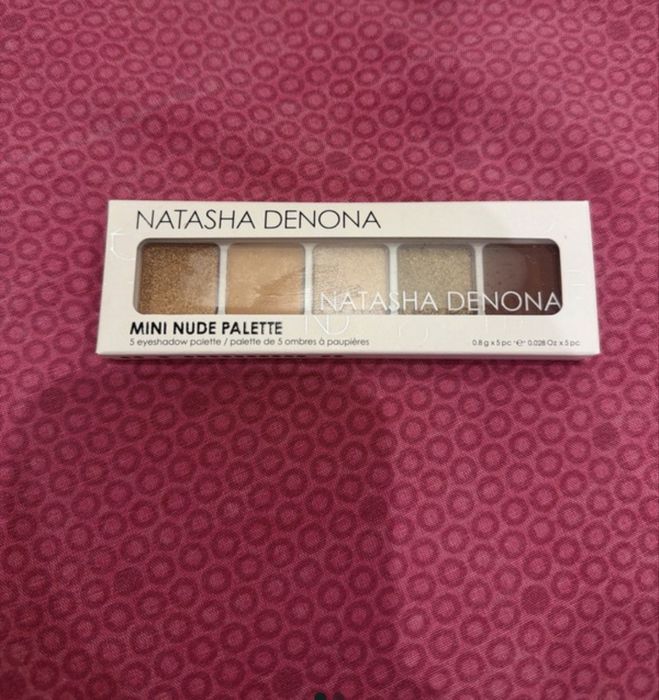 NATASHA DENONA
NATASHA DENONA
MINI NUDE PALETTE
5 eyeshadow palette / palette de 5 ombres à paupières
0.8 g x 5 pc ℮ 0.028 Oz x 5 pc